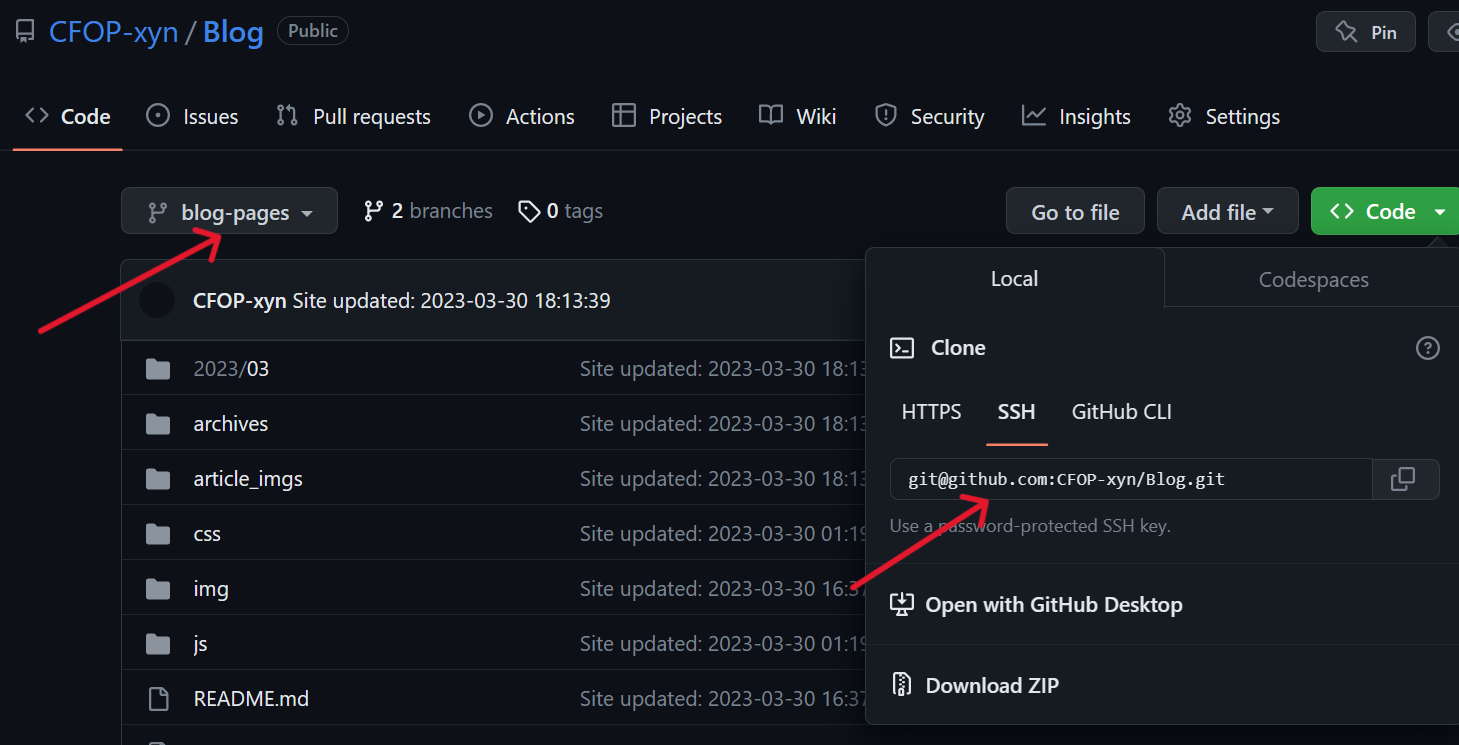 CFOP-xyn / Blog Public Pin
Code Issues Pull requests Actions Projects Wiki Security Insights Settings
blog-pages 2 branches 0 tags Go to file Add file Code
CFOP-xyn Site updated: 2023-03-30 18:13:39
2023/03 Site updated: 2023-03-30 18:13
archives Site updated: 2023-03-30 18:13
article_imgs Site updated: 2023-03-30 18:13
css Site updated: 2023-03-30 01:19
img Site updated: 2023-03-30 16:37
js Site updated: 2023-03-30 01:19
README.md Site updated: 2023-03-30 16:37
Local Codespaces
Clone
HTTPS SSH GitHub CLI
git@github.com:CFOP-xyn/Blog.git
Use a password-protected SSH key.
Open with GitHub Desktop
Download ZIP